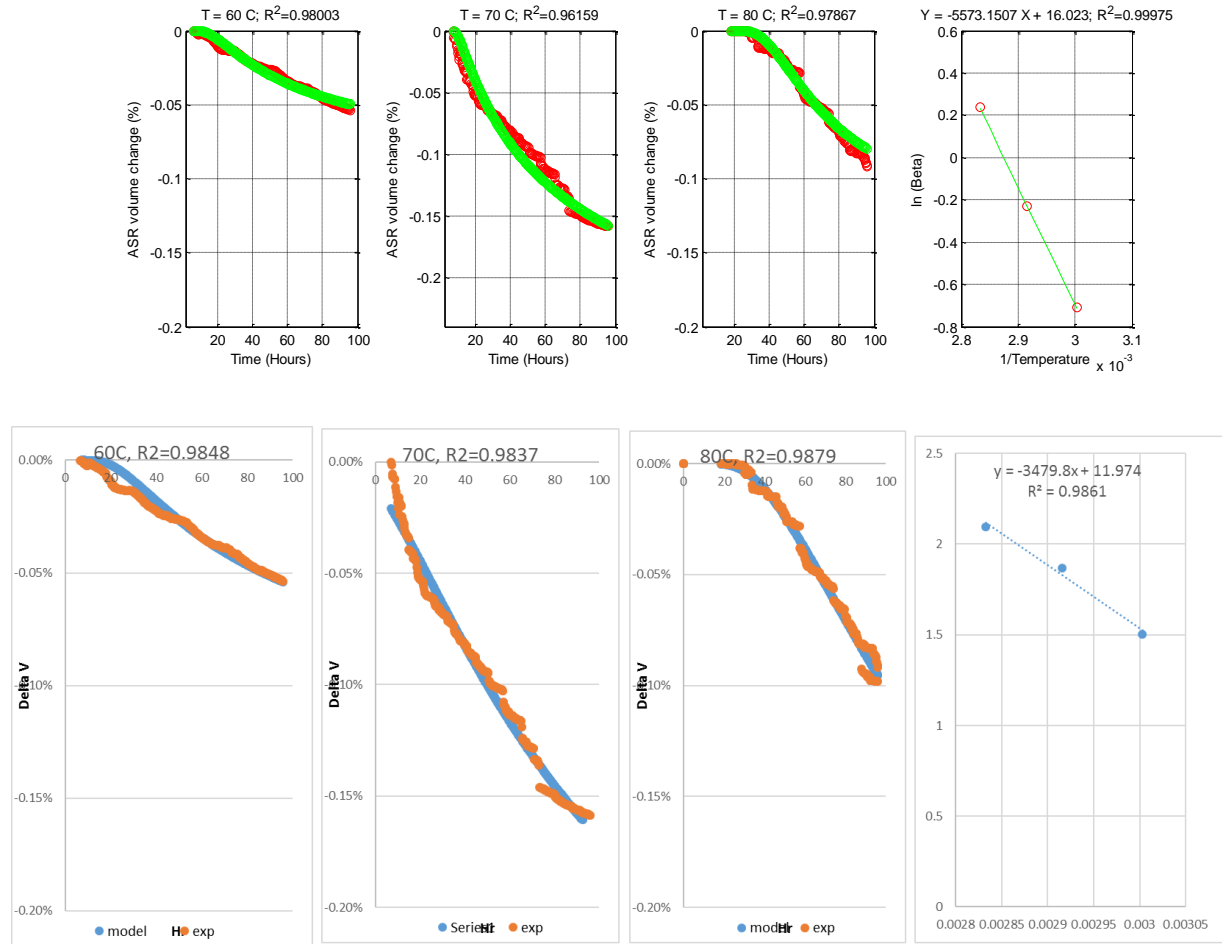 T = 60 C; R2=0.98003
0
-0.05
-0.1
-0.15
-0.2
20 40 60 80 100
Time (Hours)
ASR volume change (%)
T = 70 C; R2=0.96159
0
-0.05
-0.1
-0.15
-0.2
20 40 60 80 100
Time (Hours)
ASR volume change (%)
T = 80 C; R2=0.97867
0
-0.05
-0.1
-0.15
-0.2
20 40 60 80 100
Time (Hours)
ASR volume change (%)
Y = -5573.1507 X + 16.023; R2=0.99975
0.6
0.4
0.2
0
-0.2
-0.4
-0.6
-0.8
2.8 2.9 3 3.1
1/Temperature x 10-3
ln (Beta)
60C, R2=0.9848
0.00%
0 20 40 60 80 100
-0.05%
-0.10%
-0.15%
-0.20%
Delta V
Hr
model exp
70C, R2=0.9837
0.00%
0 20 40 60 80 100
-0.05%
-0.10%
-0.15%
-0.20%
Delta V
Hr
exp
80C, R2=0.9879
0.00%
0 20 40 60 80 100
-0.05%
-0.10%
-0.15%
-0.20%
Delta V
Hr
model exp
y = -3479.8x + 11.974
R² = 0.9861
2.5
2
1.5
1
0.5
0
0.0028 0.00285 0.0029 0.00295 0.003 0.00305